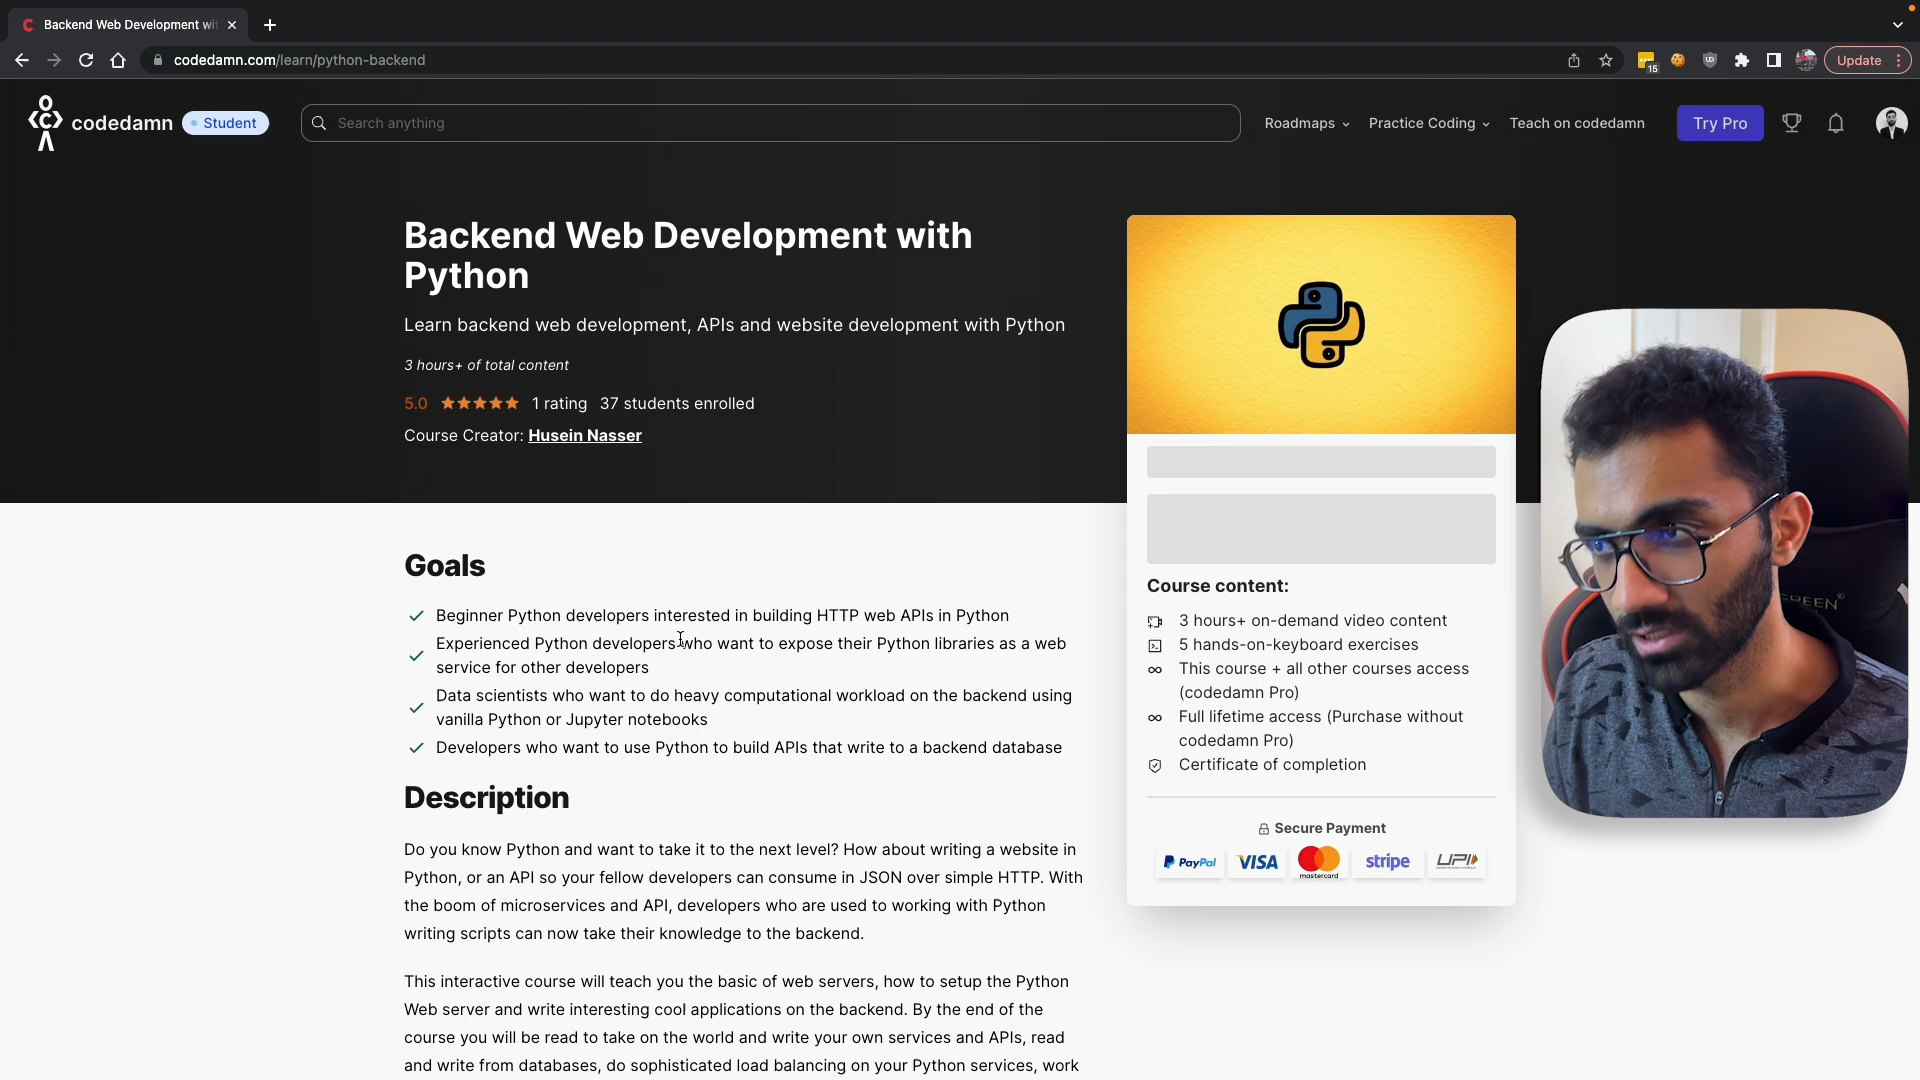 Backend Web Development wit
codedamn.com/learn/python-backend
15
Update
codedamn
Student
Search anything
Roadmaps
Practice Coding
Teach on codedamn
Try Pro
Backend Web Development with
Python
Learn backend web development, APIs and website development with Python
3 hours+ of total content
5.0
1 rating
37 students enrolled
Course Creator: Husein Nasser
Goals
Beginner Python developers interested in building HTTP web APIs in Python
Experienced Python developers who want to expose their Python libraries as a web
service for other developers
Data scientists who want to do heavy computational workload on the backend using
vanilla Python or Jupyter notebooks
Developers who want to use Python to build APIs that write to a backend database
Description
Do you know Python and want to take it to the next level? How about writing a website in
Python, or an API so your fellow developers can consume in JSON over simple HTTP. With
the boom of microservices and API, developers who are used to working with Python
writing scripts can now take their knowledge to the backend.
This interactive course will teach you the basic of web servers, how to setup the Python
Web server and write interesting cool applications on the backend. By the end of the
course you will be read to take on the world and write your own services and APIs, read
and write from databases, do sophisticated load balancing on your Python services, work
Course content:
3 hours+ on-demand video content
5 hands-on-keyboard exercises
This course + all other courses access
(codedamn Pro)
Full lifetime access (Purchase without
codedamn Pro)
Certificate of completion
Secure Payment
PayPal
VISA
mastercard
stripe
UPI